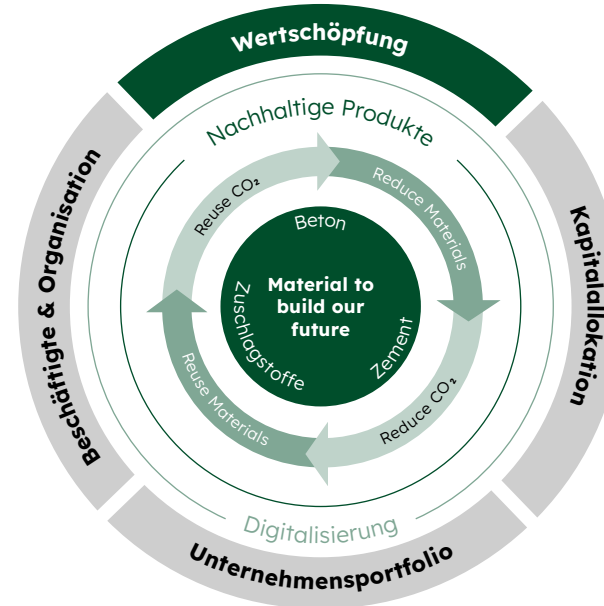 Wertschöpfung
Nachhaltige Produkte
Beschäftigte & Organisation
Kapitalallokation
Reuse CO₂
Reduce Materials
Beton
Material to
build our
future
Zuschlagstoffe
Zement
Reuse Materials
Reduce CO₂
Digitalisierung
Unternehmensportfolio